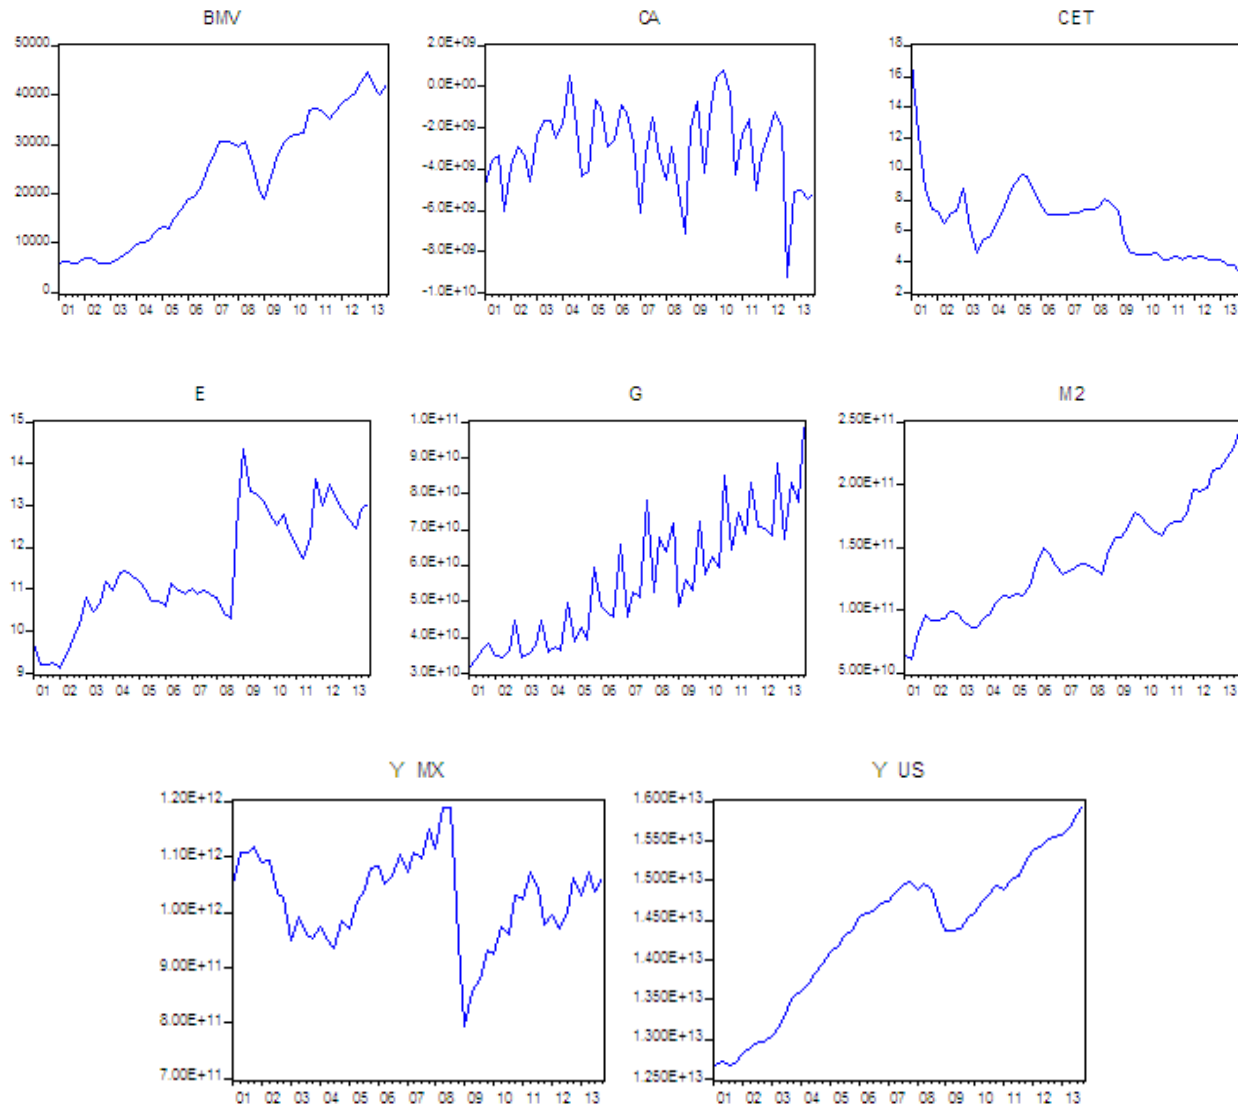 BMV
50000
40000
30000
20000
10000
0
01 02 03 04 05 06 07 08 09 10 11 12 13
CA
2.0E+09
0.0E+00
-2.0E+09
-4.0E+09
-6.0E+09
-8.0E+09
-1.0E+10
01 02 03 04 05 06 07 08 09 10 11 12 13
CET
18
16
14
12
10
8
6
4
2
01 02 03 04 05 06 07 08 09 10 11 12 13
E
15
14
13
12
11
10
9
01 02 03 04 05 06 07 08 09 10 11 12 13
G
1.0E+11
9.0E+10
8.0E+10
7.0E+10
6.0E+10
5.0E+10
4.0E+10
3.0E+10
01 02 03 04 05 06 07 08 09 10 11 12 13
M2
2.50E+11
2.00E+11
1.50E+11
1.00E+11
5.00E+10
01 02 03 04 05 06 07 08 09 10 11 12 13
Y MX
1.20E+12
1.10E+12
1.00E+12
9.00E+11
8.00E+11
7.00E+11
01 02 03 04 05 06 07 08 09 10 11 12 13
Y US
1.600E+13
1.550E+13
1.500E+13
1.450E+13
1.400E+13
1.350E+13
1.300E+13
1.250E+13
01 02 03 04 05 06 07 08 09 10 11 12 13